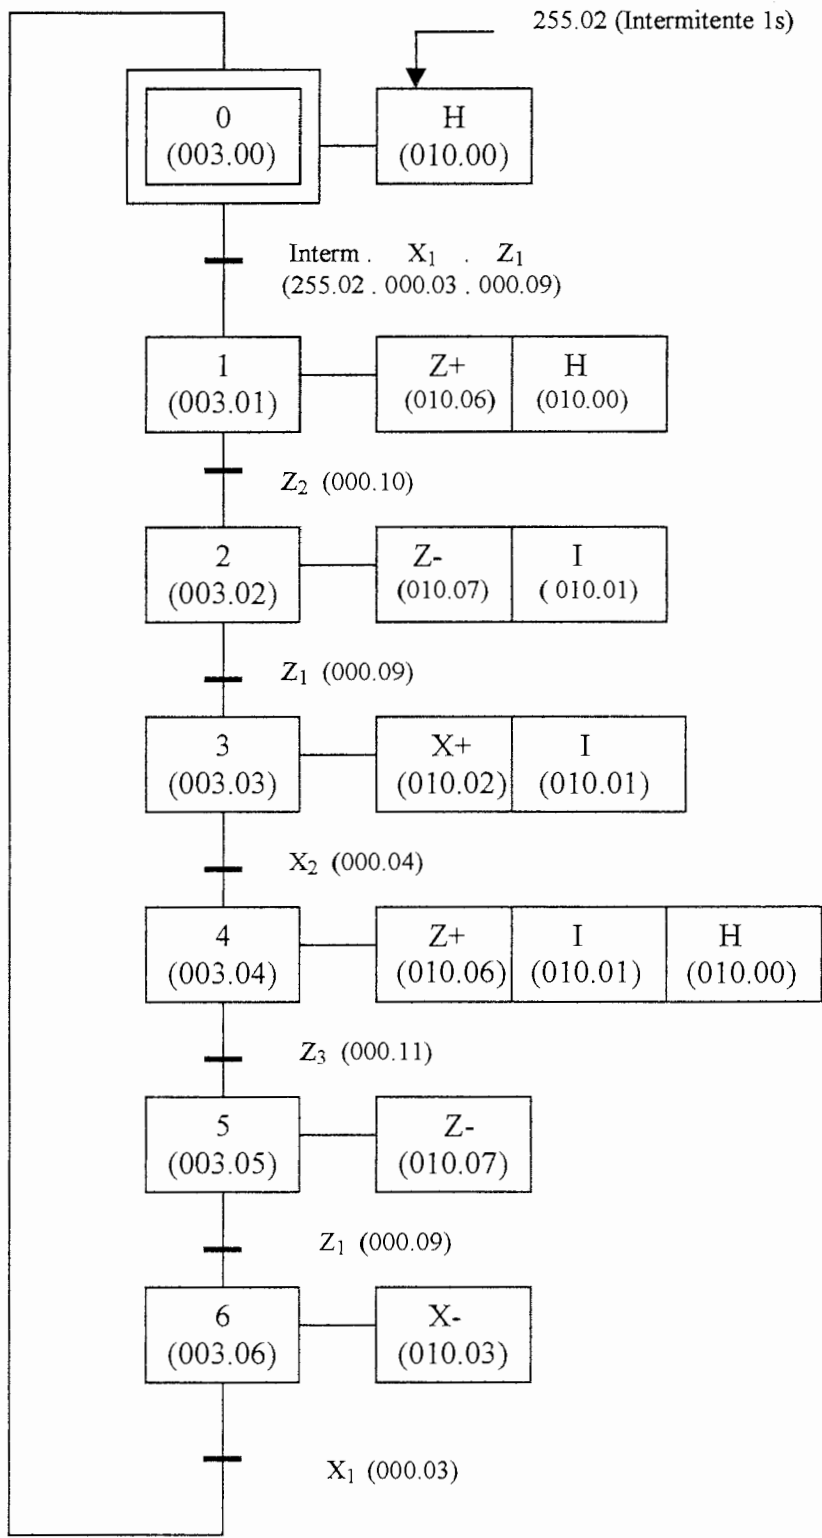 255.02 (Intermitente 1s)
0
(003.00)
H
(010.00)
Interm . X1 . Z1
(255.02 . 000.03 . 000.09)
1
(003.01)
Z+
(010.06)
H
(010.00)
Z2 (000.10)
2
(003.02)
Z-
(010.07)
I
( 010.01)
Z1 (000.09)
3
(003.03)
X+
(010.02)
I
(010.01)
X2 (000.04)
4
(003.04)
Z+
(010.06)
I
(010.01)
H
(010.00)
Z3 (000.11)
5
(003.05)
Z-
(010.07)
Z1 (000.09)
6
(003.06)
X-
(010.03)
X1 (000.03)